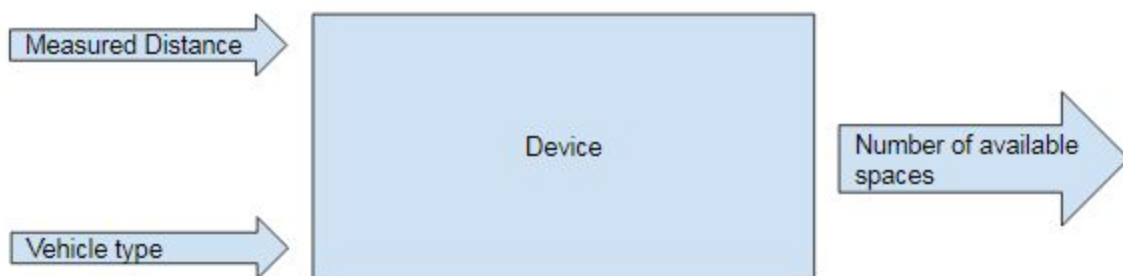 Measured Distance
Device
Number of available
spaces
Vehicle type